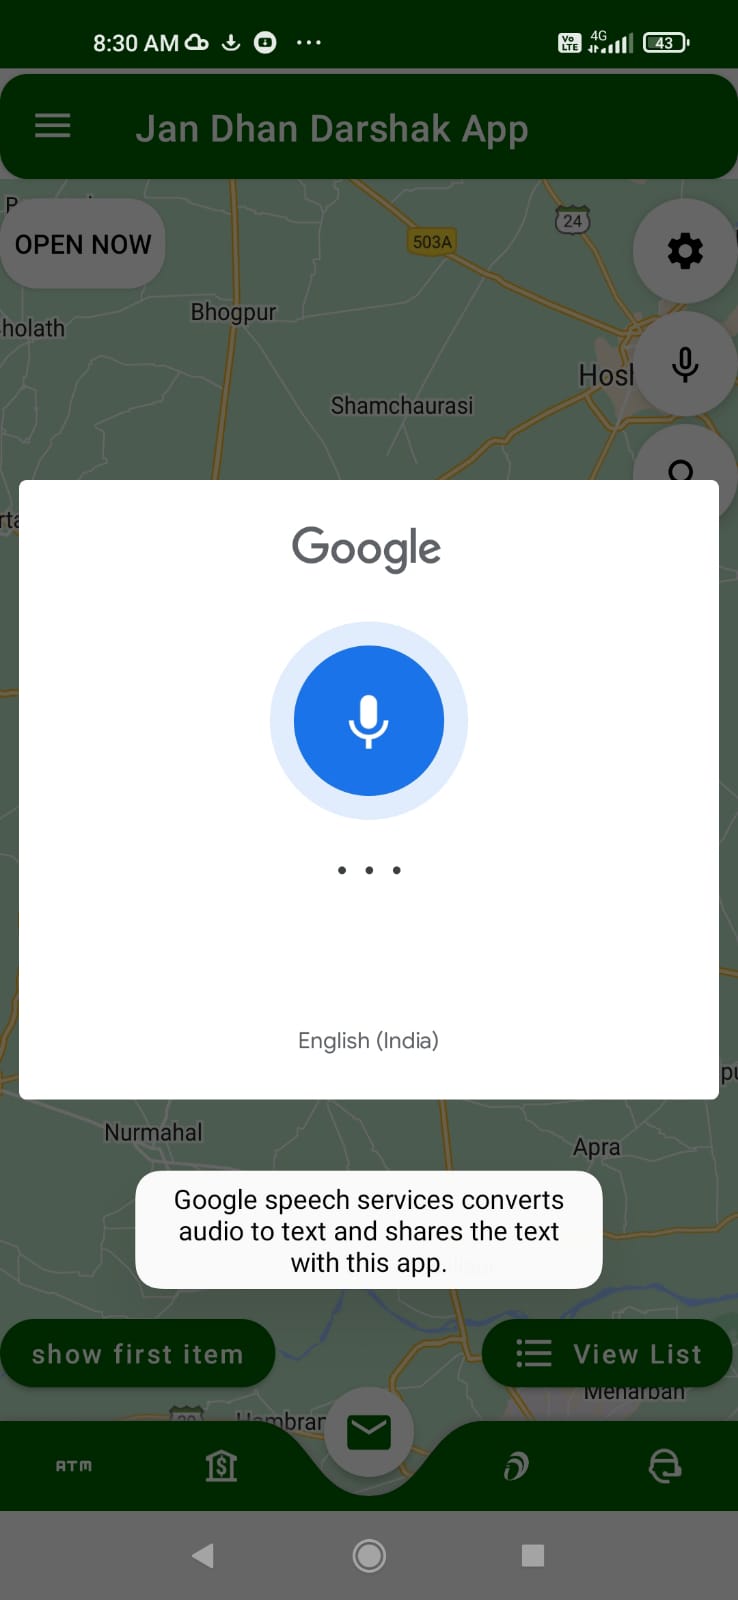 8:30 AM
Vo LTE 4G 43
Jan Dhan Darshak App
OPEN NOW
503A
24
Bhogpur
holath
Hosl
Shamchaurasi
Google
English (India)
Nurmahal
Apra
Google speech services converts
audio to text and shares the text
with this app.
show first item
View List
Menarban
Hambran
ATM